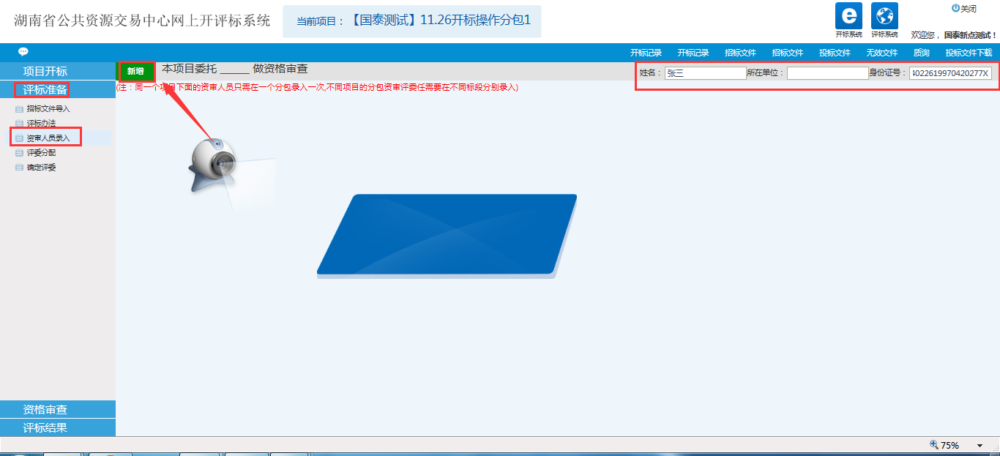 湖南省公共资源交易中心网上开评标系统
当前项目：【国泰测试】11.26开标操作分包1
开标系统
评标系统
关闭
欢迎您，国泰新点测试！
开标记录 开标记录 招标文件 招标文件 投标文件 无效文件 质询 投标文件下载
项目开标
评标准备
招标文件导入
评标办法
资审人员录入
评委分配
确定评委
资格审查
评标结果
新增 本项目委托 _____ 做资格审查
姓名： 张三 所在单位： 身份证号： 40226199704202​77X
(注：同一个项目下面的资审人员只需在一个分包录入一次,不同项目的分包资审评委任需要在不同标段分别录入)
75%